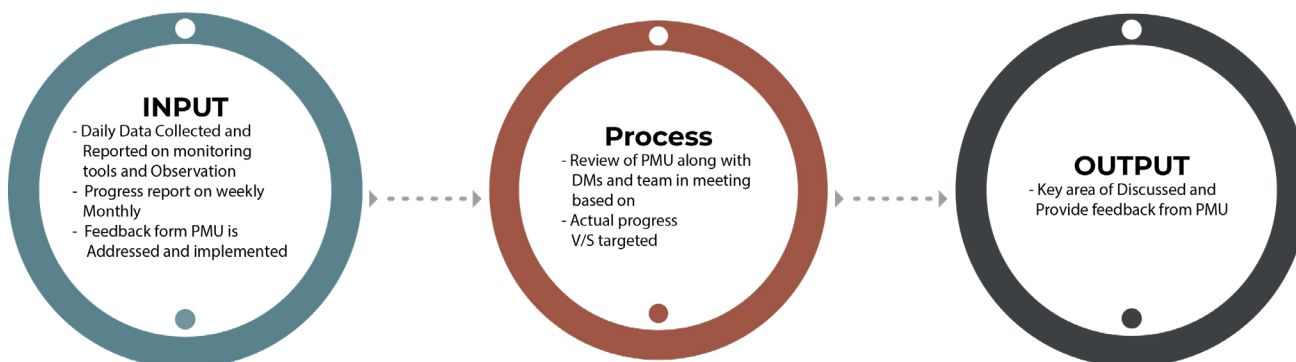 INPUT
- Daily Data Collected and
Reported on monitoring
tools and Observation
- Progress report on weekly
Monthly
- Feedback form PMU is
Addressed and implemented
Process
- Review of PMU along with
DMs and team in meeting
based on
- Actual progress
V/S targeted
OUTPUT
- Key area of Discussed and
Provide feedback from PMU